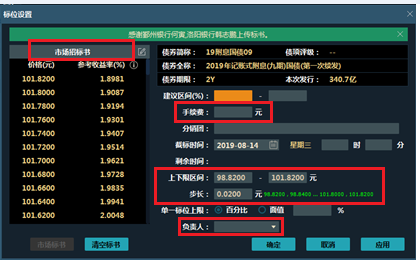 标位设置
感谢鄞州银行何寅,洛阳银行韩志巍上传标书。
市场招标书
价格(元) 参考收益率(%)
101.8200 1.8981
101.8000 1.9087
101.7800 1.9194
101.7600 1.9301
101.7400 1.9407
101.7200 1.9514
101.7000 1.9621
101.6800 1.9728
101.6600 1.9835
101.6400 1.9941
101.6200 2.0048
市场标书 清空标书
债券简称: 19附息国债09 债项评级: --
债券全称: 2019年记账式附息(九期)国债(第一次续发)
债券期限: 2Y 本次发行: 340.7亿
建议区间(%): -
手续费: 元
分销团:
截标时间: 2019-08-14 星期三 时 分
剩余时间:
上下限区间: 98.8200 - 101.8200 元
步长: 0.0200 元 98.8200 , 98.8400 ... 101.8000 , 101.8200
单一标位上限: 百分比 面值 %
负责人:
确定 取消 应用